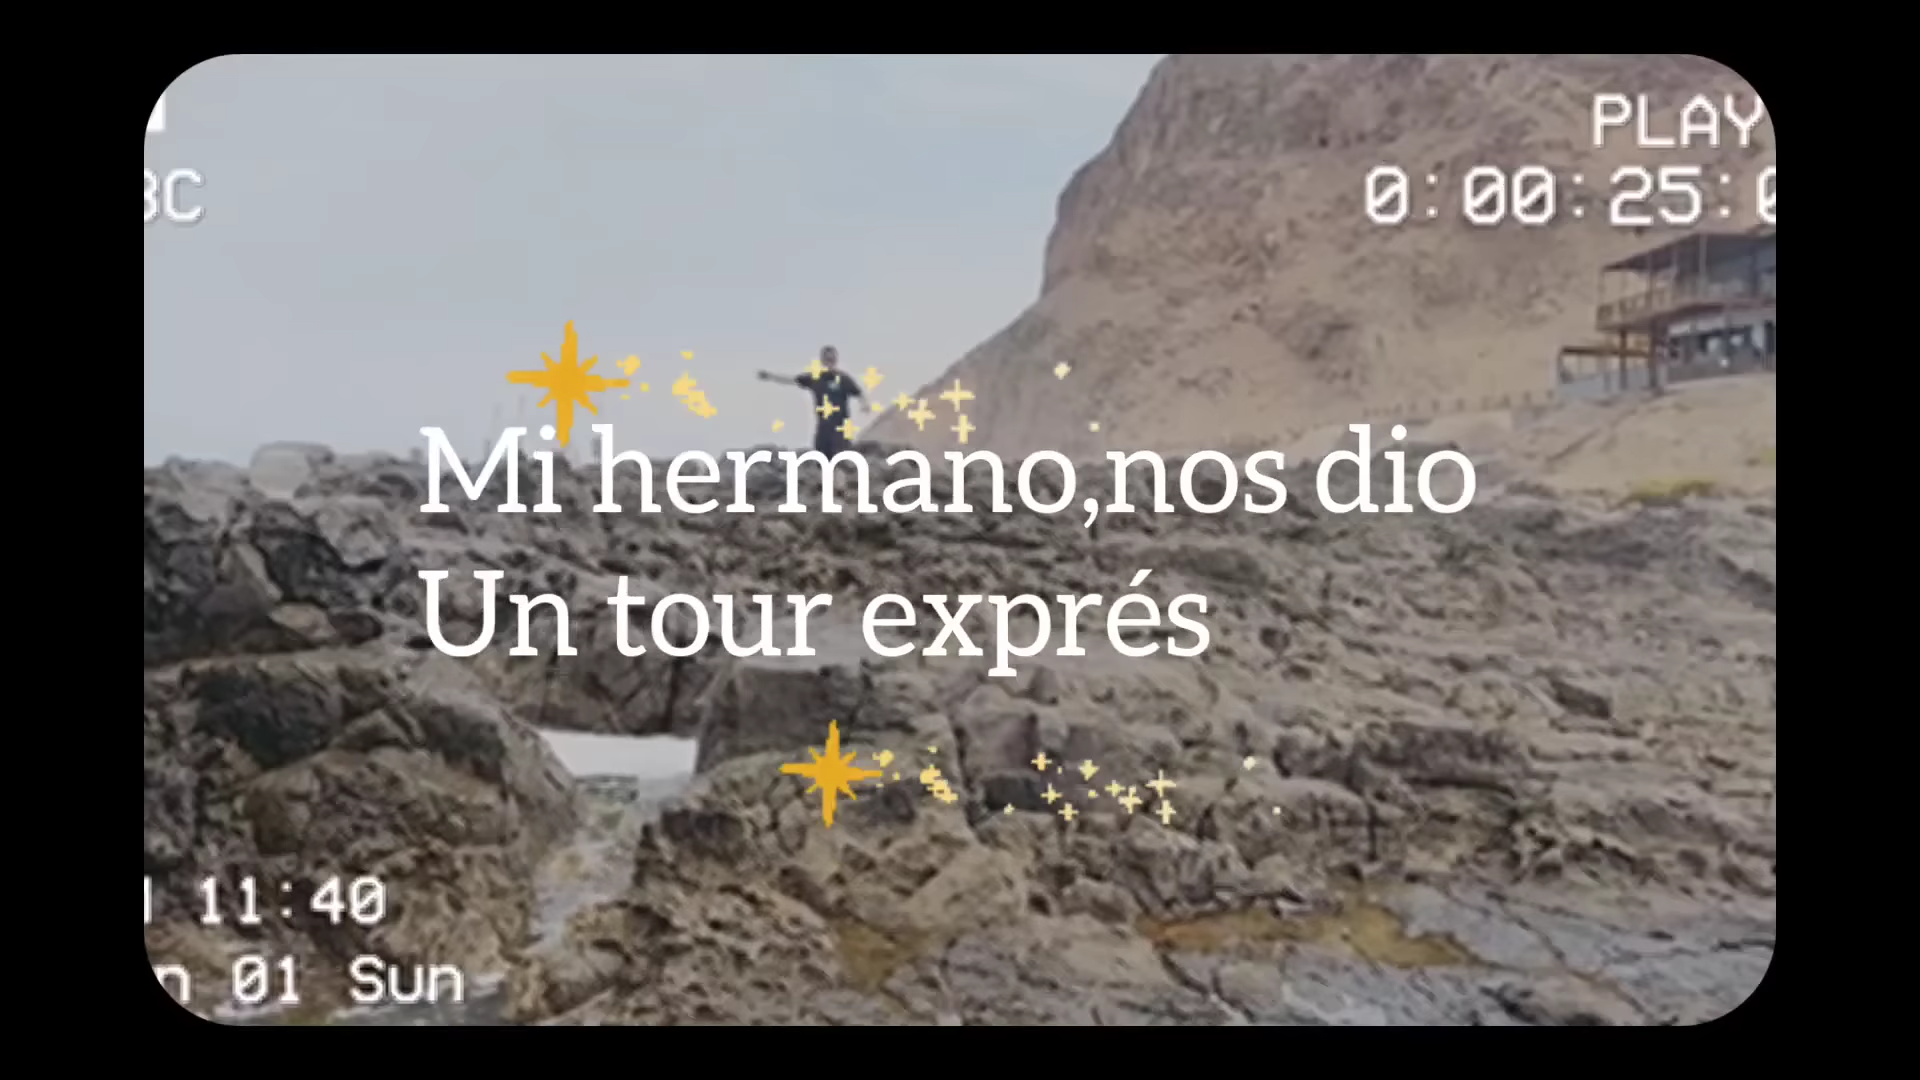 PLAY
0:00:25:
Mi hermano,nos dio
Un tour exprés
11:40
01 Sun